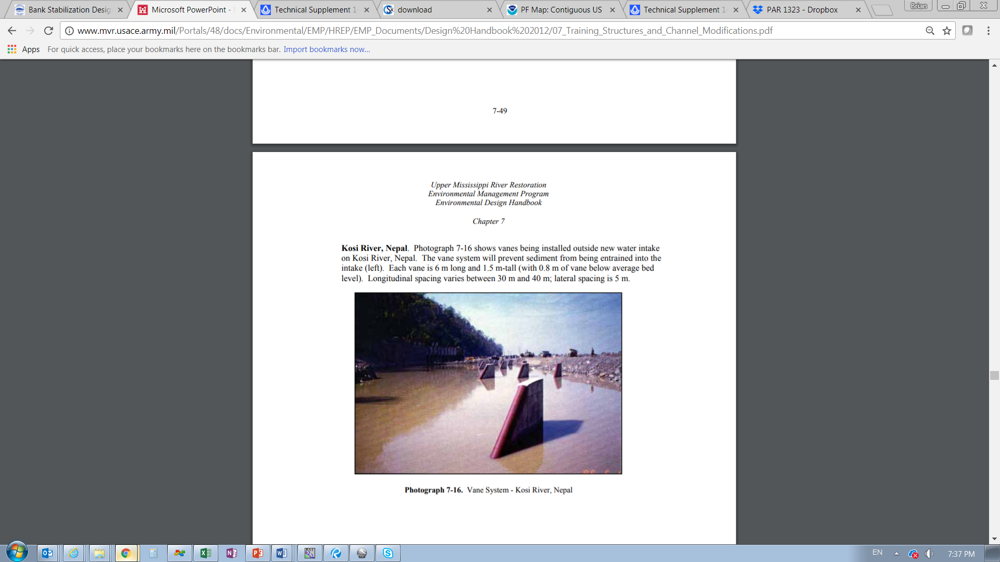 Bank Stabilization Desig
Microsoft PowerPoint -
Technical Supplement 1
download
PF Map: Contiguous US
Technical Supplement 1
PAR 1323 - Dropbox
Brian
www.mvr.usace.army.mil/Portals/48/docs/Environmental/EMP/HREP/EMP_Documents/Design%20Handbook%202012/07_Training_Structures_and_Channel_Modifications.pdf
Apps For quick access, place your bookmarks here on the bookmarks bar. Import bookmarks now...
7-49
Upper Mississippi River Restoration
Environmental Management Program
Environmental Design Handbook
Chapter 7
Kosi River, Nepal. Photograph 7-16 shows vanes being installed outside new water intake
on Kosi River, Nepal. The vane system will prevent sediment from being entrained into the
intake (left). Each vane is 6 m long and 1.5 m-tall (with 0.8 m of vane below average bed
level). Longitudinal spacing varies between 30 m and 40 m; lateral spacing is 5 m.
Photograph 7-16. Vane System - Kosi River, Nepal
EN
7:37 PM